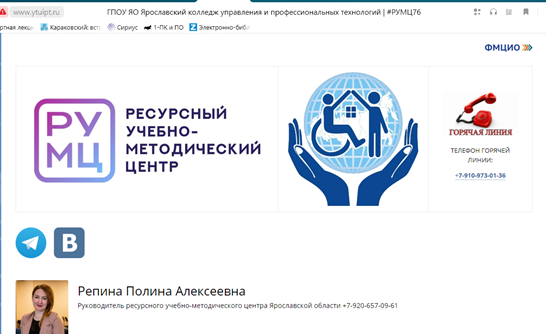 www.ytuipt.ru
ГПОУ ЯО Ярославский колледж управления и профессиональных технологий | #РУМЦ76
ртная лекц
Караковский: вст
Сириус
1-ПК и ПО
Электронно-библ
ФМЦИО
РУ
МЦ
РЕСУРСНЫЙ
УЧЕБНО-
МЕТОДИЧЕСКИЙ
ЦЕНТР
ГОРЯЧАЯ ЛИНИЯ
ТЕЛЕФОН ГОРЯЧЕЙ
ЛИНИИ:
+7-910-973-01-36
В
Репина Полина Алексеевна
Руководитель ресурсного учебно-методического центра Ярославской области +7-920-657-09-61